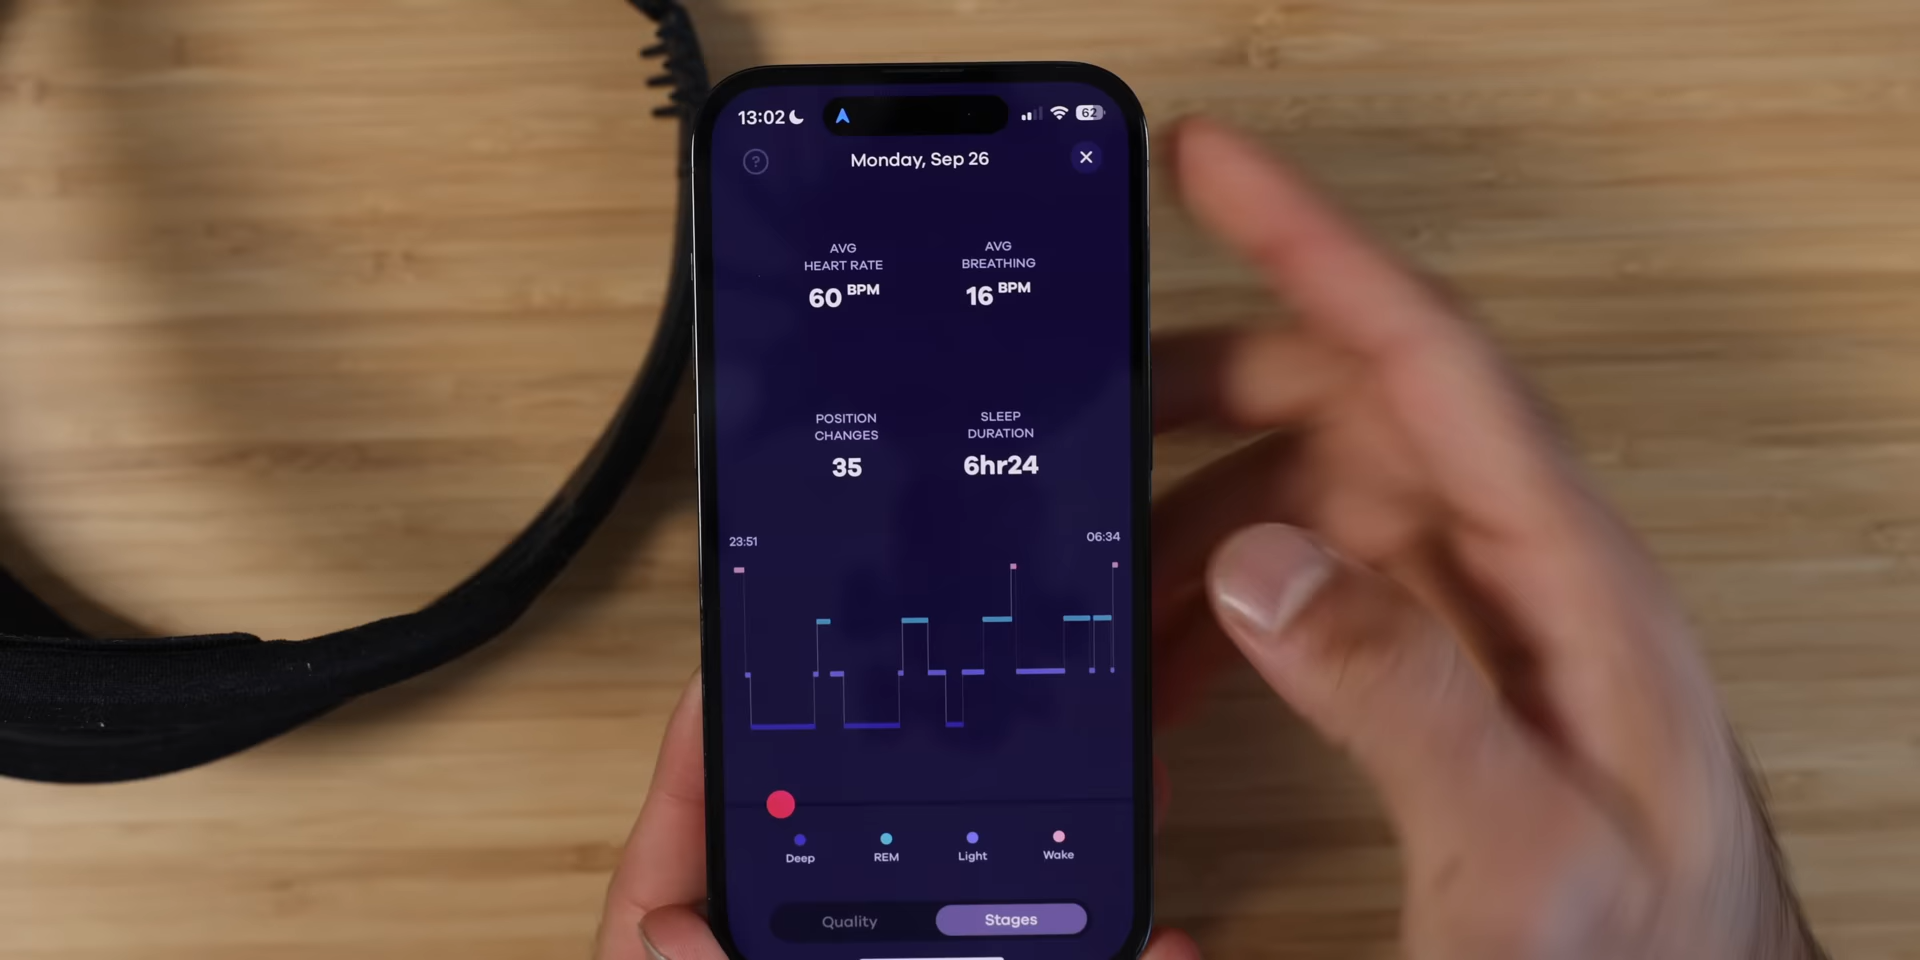 13:02
62
?
Monday, Sep 26
AVG
HEART RATE
60 BPM
AVG
BREATHING
16 BPM
POSITION
CHANGES
35
SLEEP
DURATION
6hr24
23:51
06:34
Deep
REM
Light
Wake
Quality
Stages